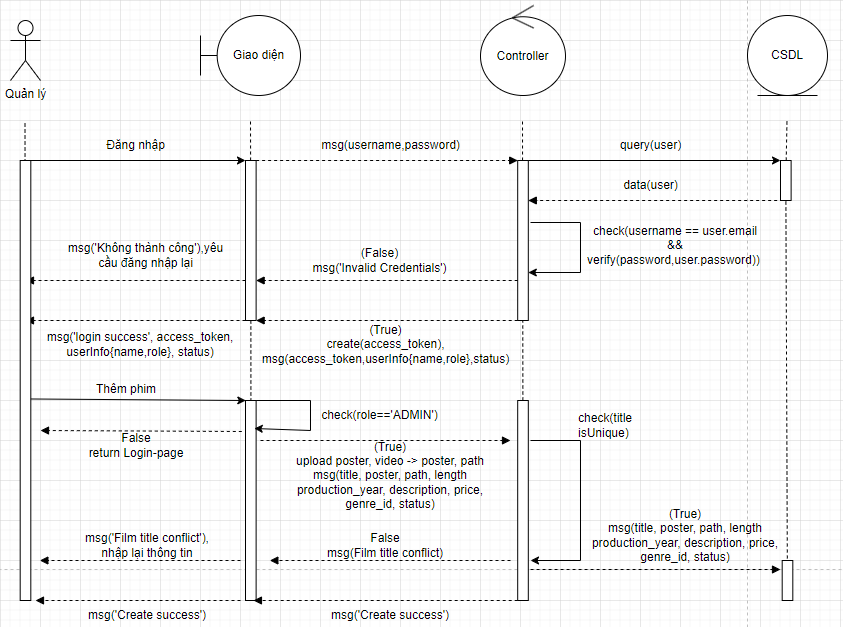 Quản lý
Giao diện
Controller
CSDL
Đăng nhập
msg(username,password)
query(user)
data(user)
check(username == user.email
&&
verify(password,user.password))
msg('Không thành công'),yêu
cầu đăng nhập lại
(False)
msg('Invalid Credentials')
msg('login success', access_token,
userInfo{name,role}, status)
(True)
create(access_token),
msg(access_token,userInfo{name,role},status)
Thêm phim
check(role=='ADMIN')
check(title
isUnique)
False
return Login-page
(True)
upload poster, video -> poster, path
msg(title, poster, path, length
production_year, description, price,
genre_id, status)
(True)
msg(title, poster, path, length
production_year, description, price,
genre_id, status)
msg('Film title conflict'),
nhập lại thông tin
False
msg(Film title conflict)
msg('Create success')
msg('Create success')